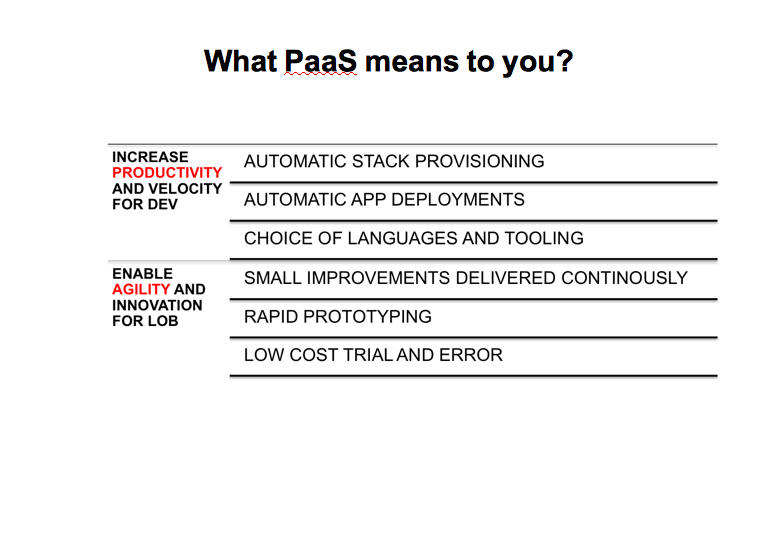 What PaaS means to you?
INCREASE
PRODUCTIVITY
AND VELOCITY
FOR DEV
AUTOMATIC STACK PROVISIONING
AUTOMATIC APP DEPLOYMENTS
CHOICE OF LANGUAGES AND TOOLING
ENABLE
AGILITY AND
INNOVATION
FOR LOB
SMALL IMPROVEMENTS DELIVERED CONTINOUSLY
RAPID PROTOTYPING
LOW COST TRIAL AND ERROR